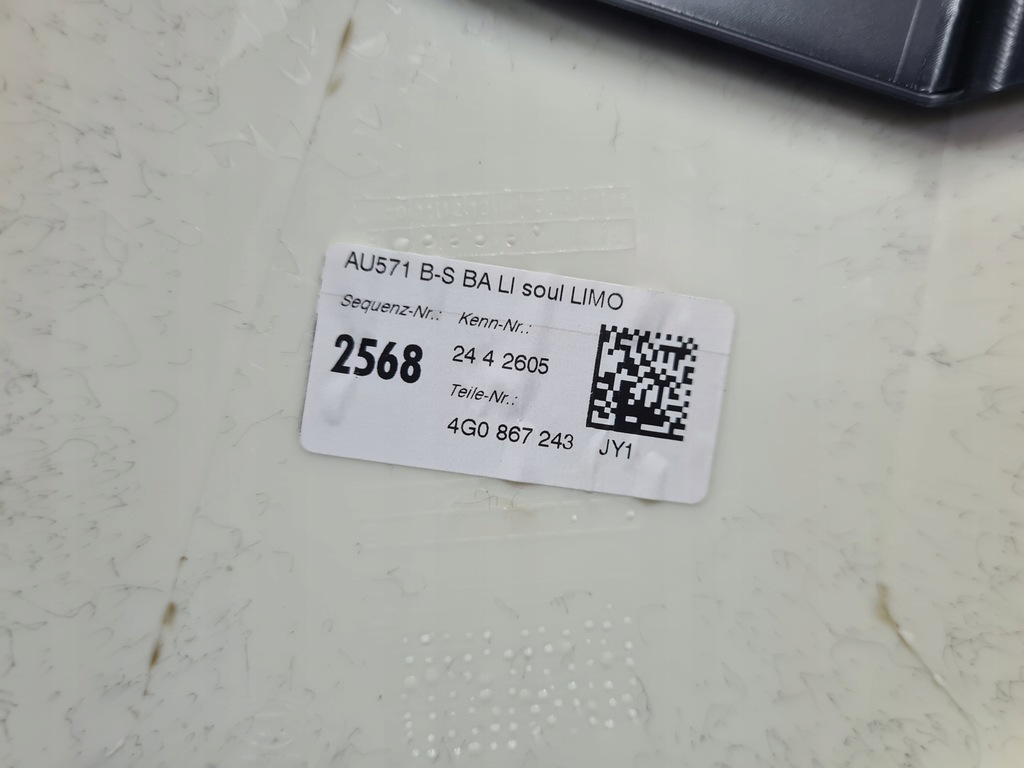 AU571 B-S BA LI soul LIMO
Sequenz-Nr.: Kenn-Nr.:
2568 24 4 2605
Teile-Nr.:
4G0 867 243 JY1